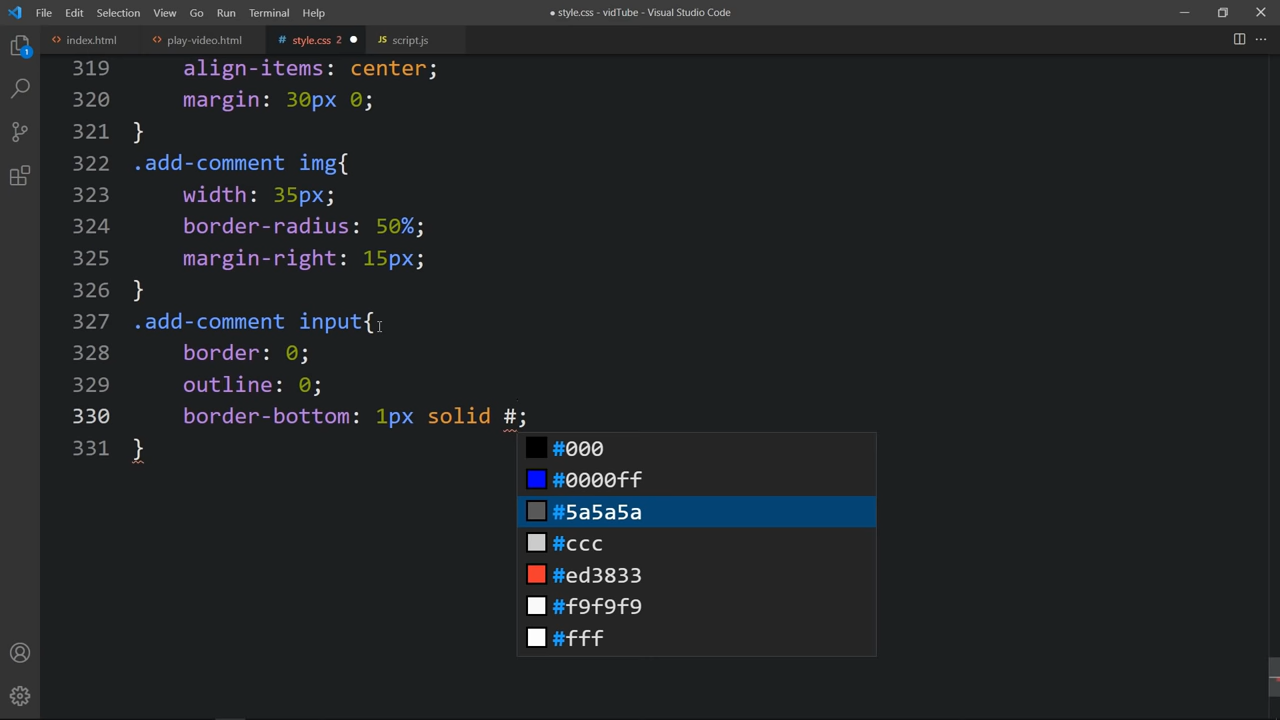 File Edit Selection View Go Run Terminal Help ● style.css - vidTube - Visual Studio Code
<> index.html <> play-video.html # style.css 2 ● JS script.js ...
1
319 align-items: center;
320 margin: 30px 0;
321 }
322 .add-comment img{
323 width: 35px;
324 border-radius: 50%;
325 margin-right: 15px;
326 }
327 .add-comment input{
328 border: 0;
329 outline: 0;
330 border-bottom: 1px solid #;
331 }
#000
#0000ff
#5a5a5a
#ccc
#ed3833
#f9f9f9
#fff